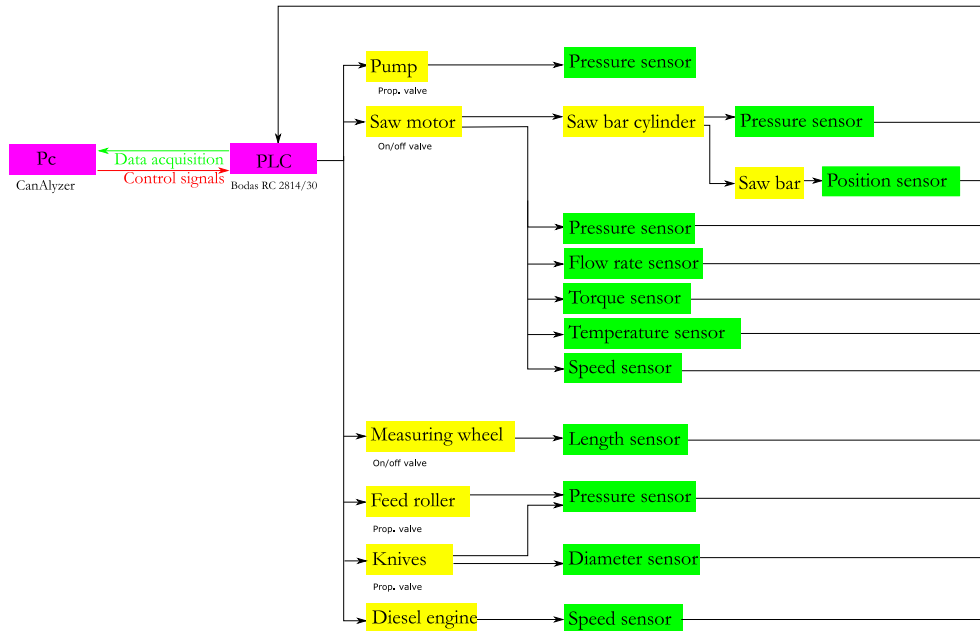 Pump
Pressure sensor
Prop. valve
Saw motor
Saw bar cylinder
Pressure sensor
On/off valve
Pc
Data acquisition
PLC
Control signals
CanAlyzer
Bodas RC 2814/30
Saw bar
Position sensor
Pressure sensor
Flow rate sensor
Torque sensor
Temperature sensor
Speed sensor
Measuring wheel
Length sensor
On/off valve
Feed roller
Pressure sensor
Prop. valve
Knives
Diameter sensor
Prop. valve
Diesel engine
Speed sensor